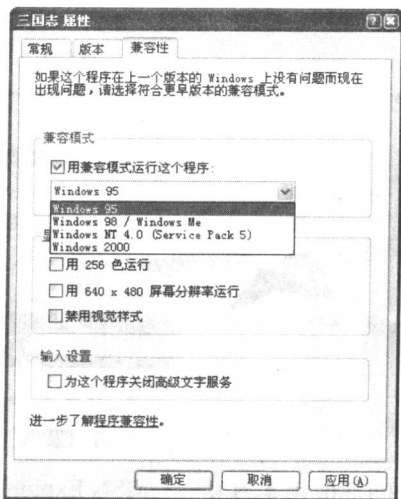 三国志 属性
常规 版本 兼容性
如果这个程序在上一个版本的 Windows 上没有问题而现在
出现问题，请选择符合更早版本的兼容模式。
兼容模式
用兼容模式运行这个程序:
Windows 95
Windows 95
Windows 98 / Windows Me
Windows NT 4.0 (Service Pack 5)
Windows 2000
用 256 色运行
用 640 x 480 屏幕分辨率运行
禁用视觉样式
输入设置
为这个程序关闭高级文字服务
进一步了解程序兼容性。
确定 取消 应用(A)